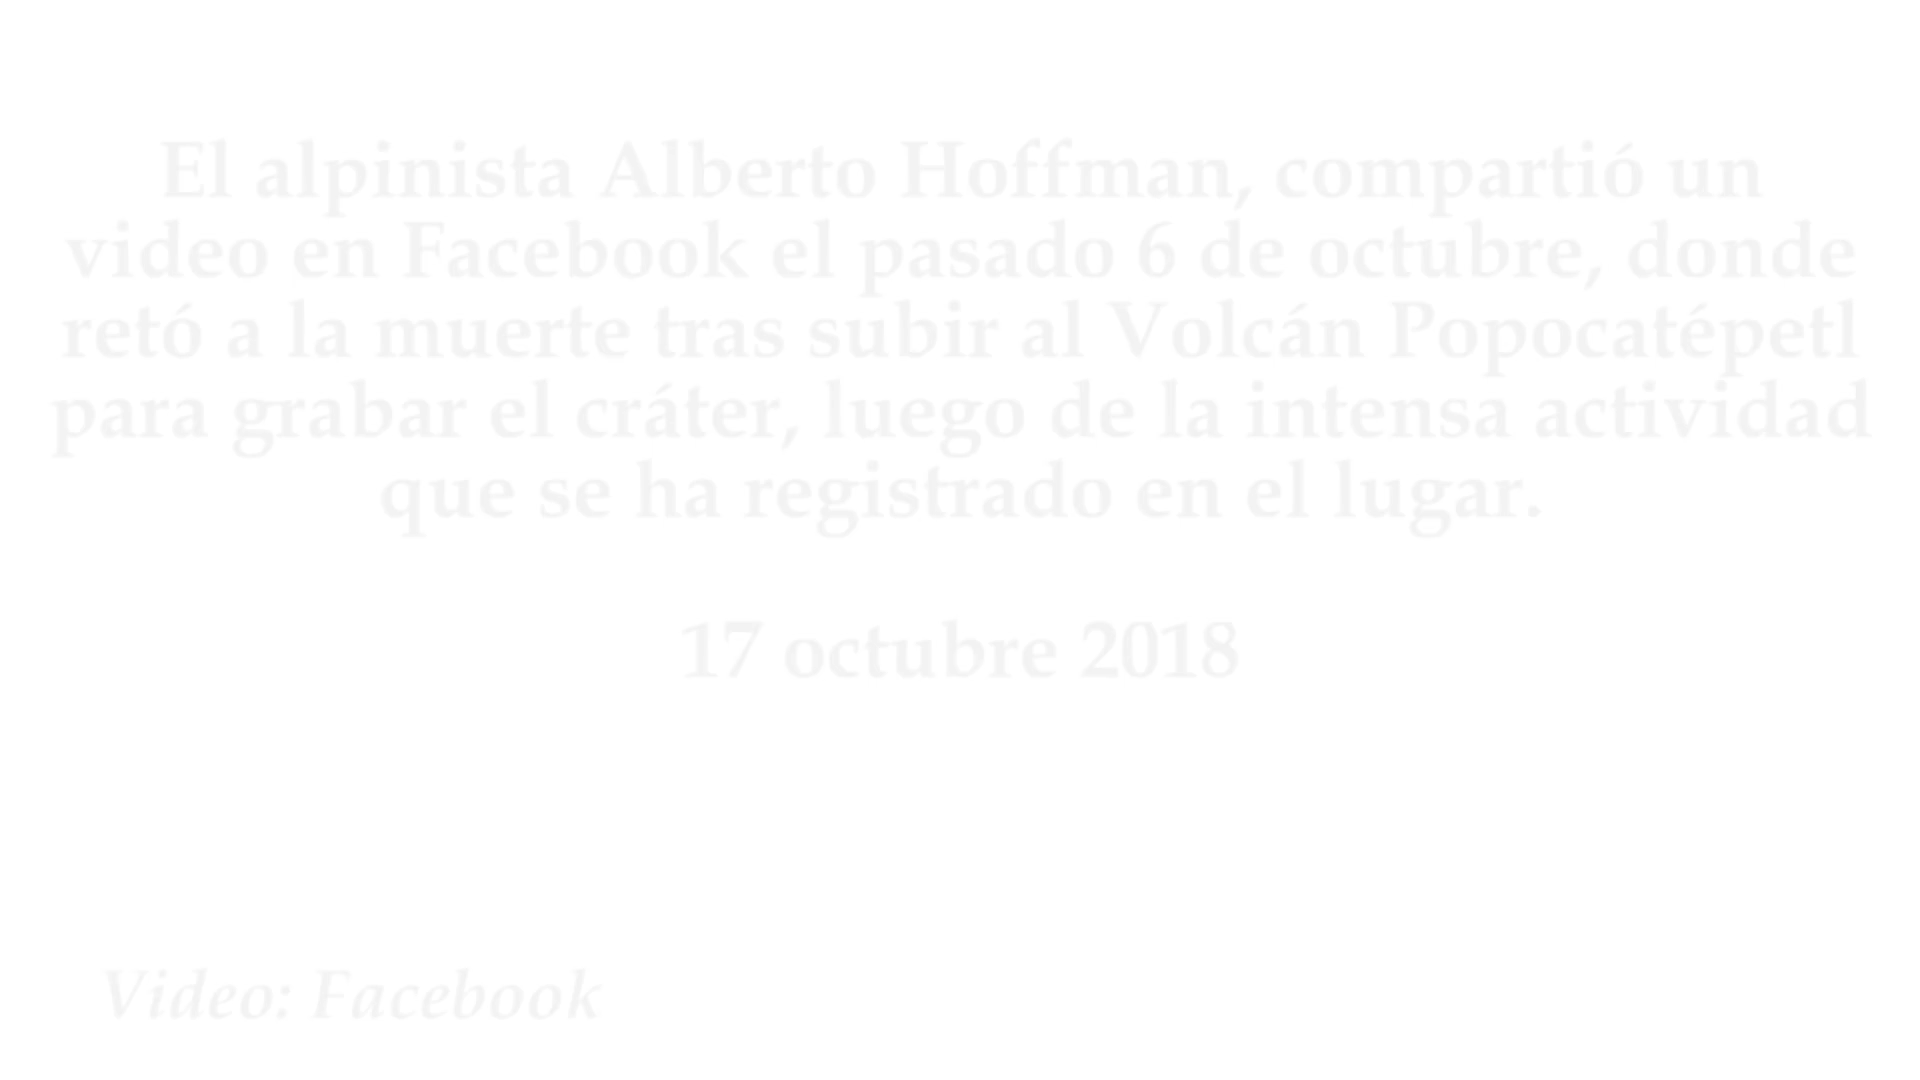 El alpinista Alberto Hoffman, compartió un
video en Facebook el pasado 6 de octubre, donde
retó a la muerte tras subir al Volcán Popocatépetl
para grabar el cráter, luego de la intensa actividad
que se ha registrado en el lugar.
17 octubre 2018
Video: Facebook